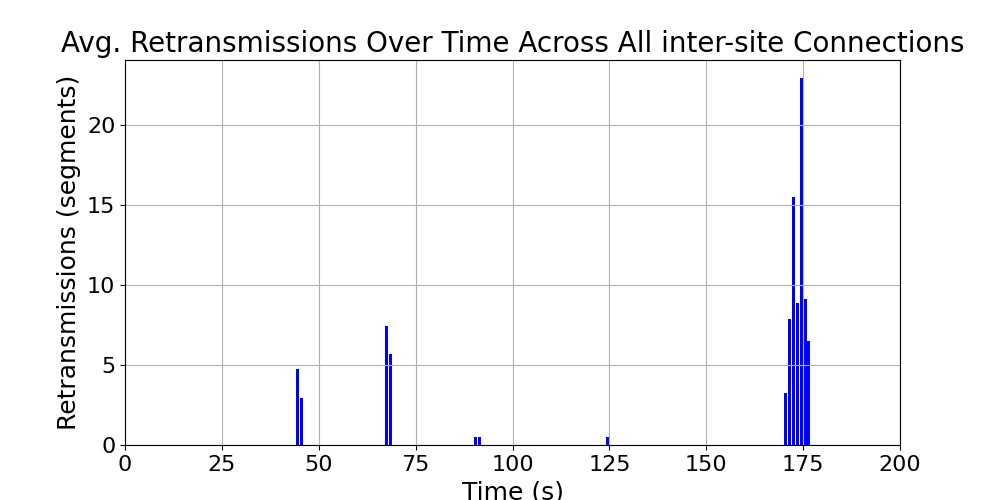 Avg. Retransmissions Over Time Across All inter-site Connections
Retransmissions (segments)
20
15
10
5
0
0 25 50 75 100 125 150 175 200
Time (s)